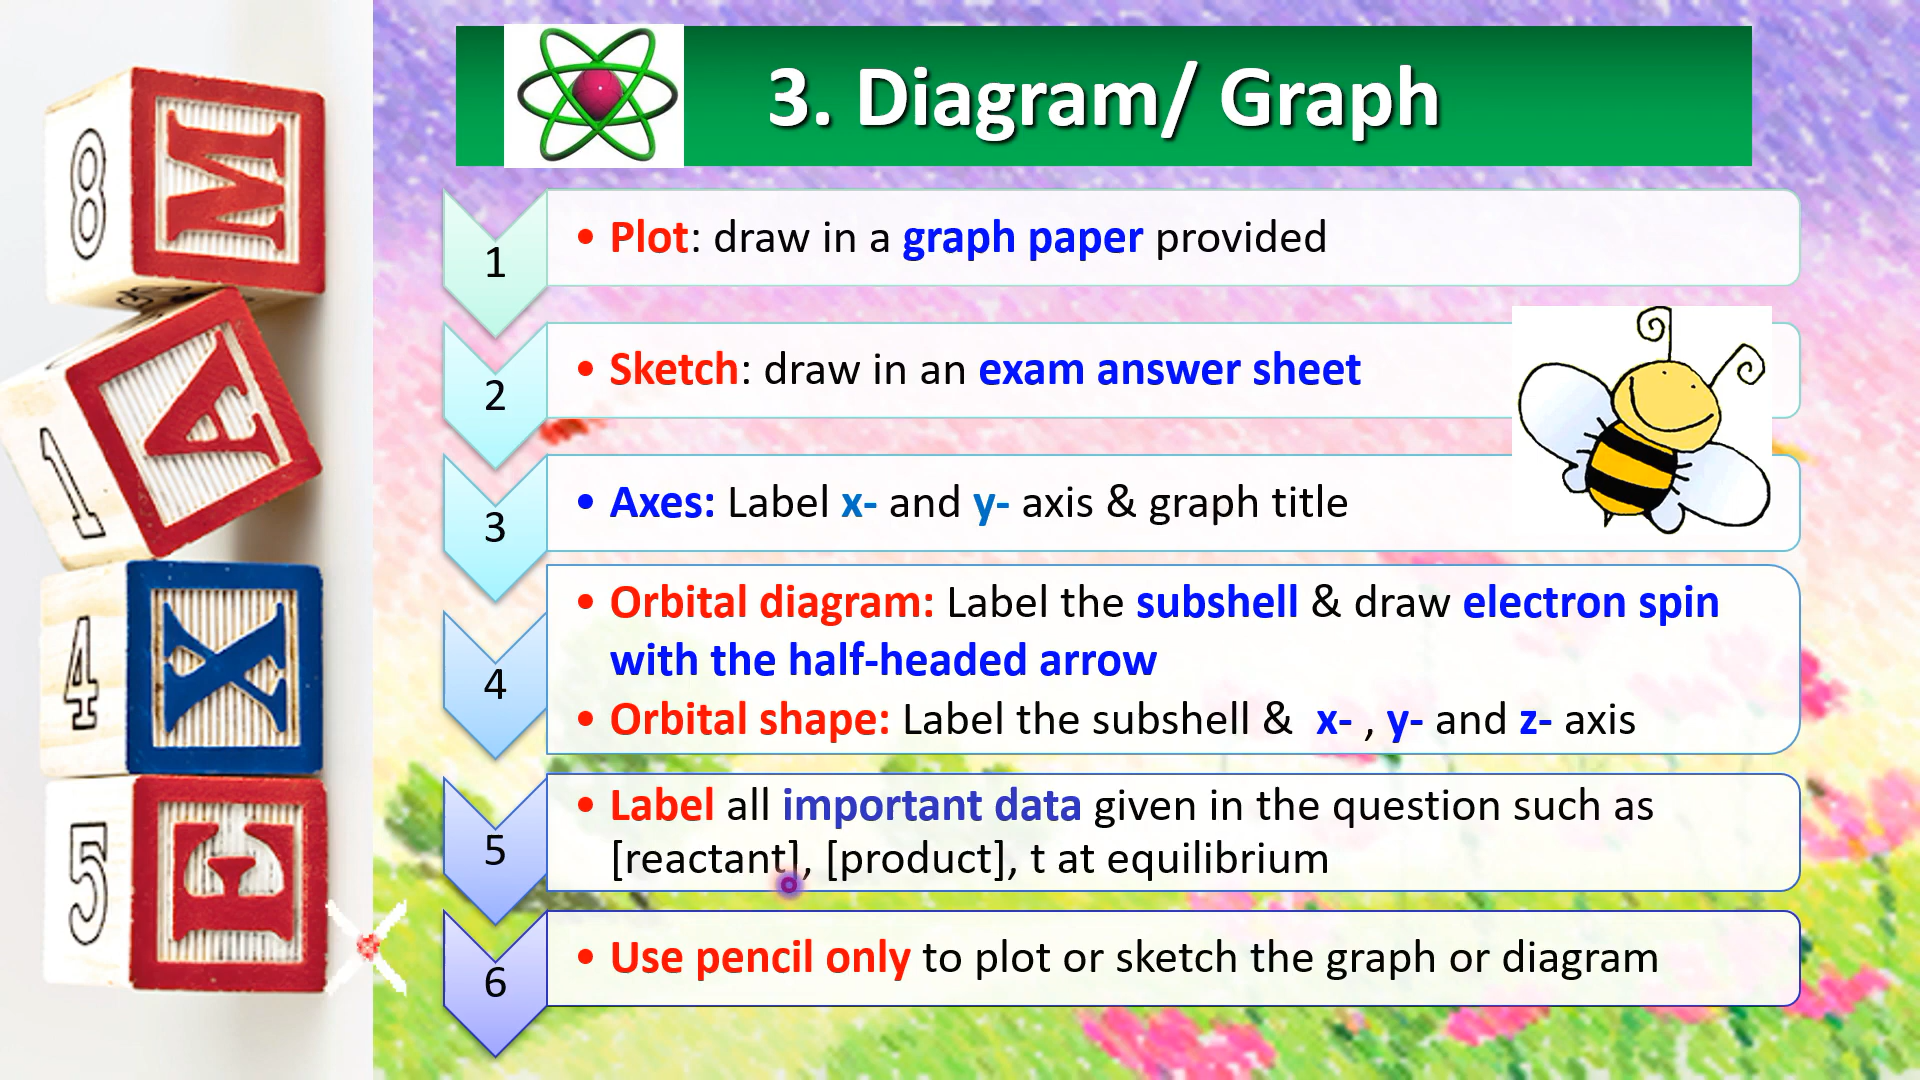 3. Diagram/ Graph
1
• Plot: draw in a graph paper provided
2
• Sketch: draw in an exam answer sheet
3
• Axes: Label x- and y- axis & graph title
4
• Orbital diagram: Label the subshell & draw electron spin
with the half-headed arrow
• Orbital shape: Label the subshell & x- , y- and z- axis
5
• Label all important data given in the question such as
[reactant], [product], t at equilibrium
6
• Use pencil only to plot or sketch the graph or diagram
8 M
1 A
4 X
5 E